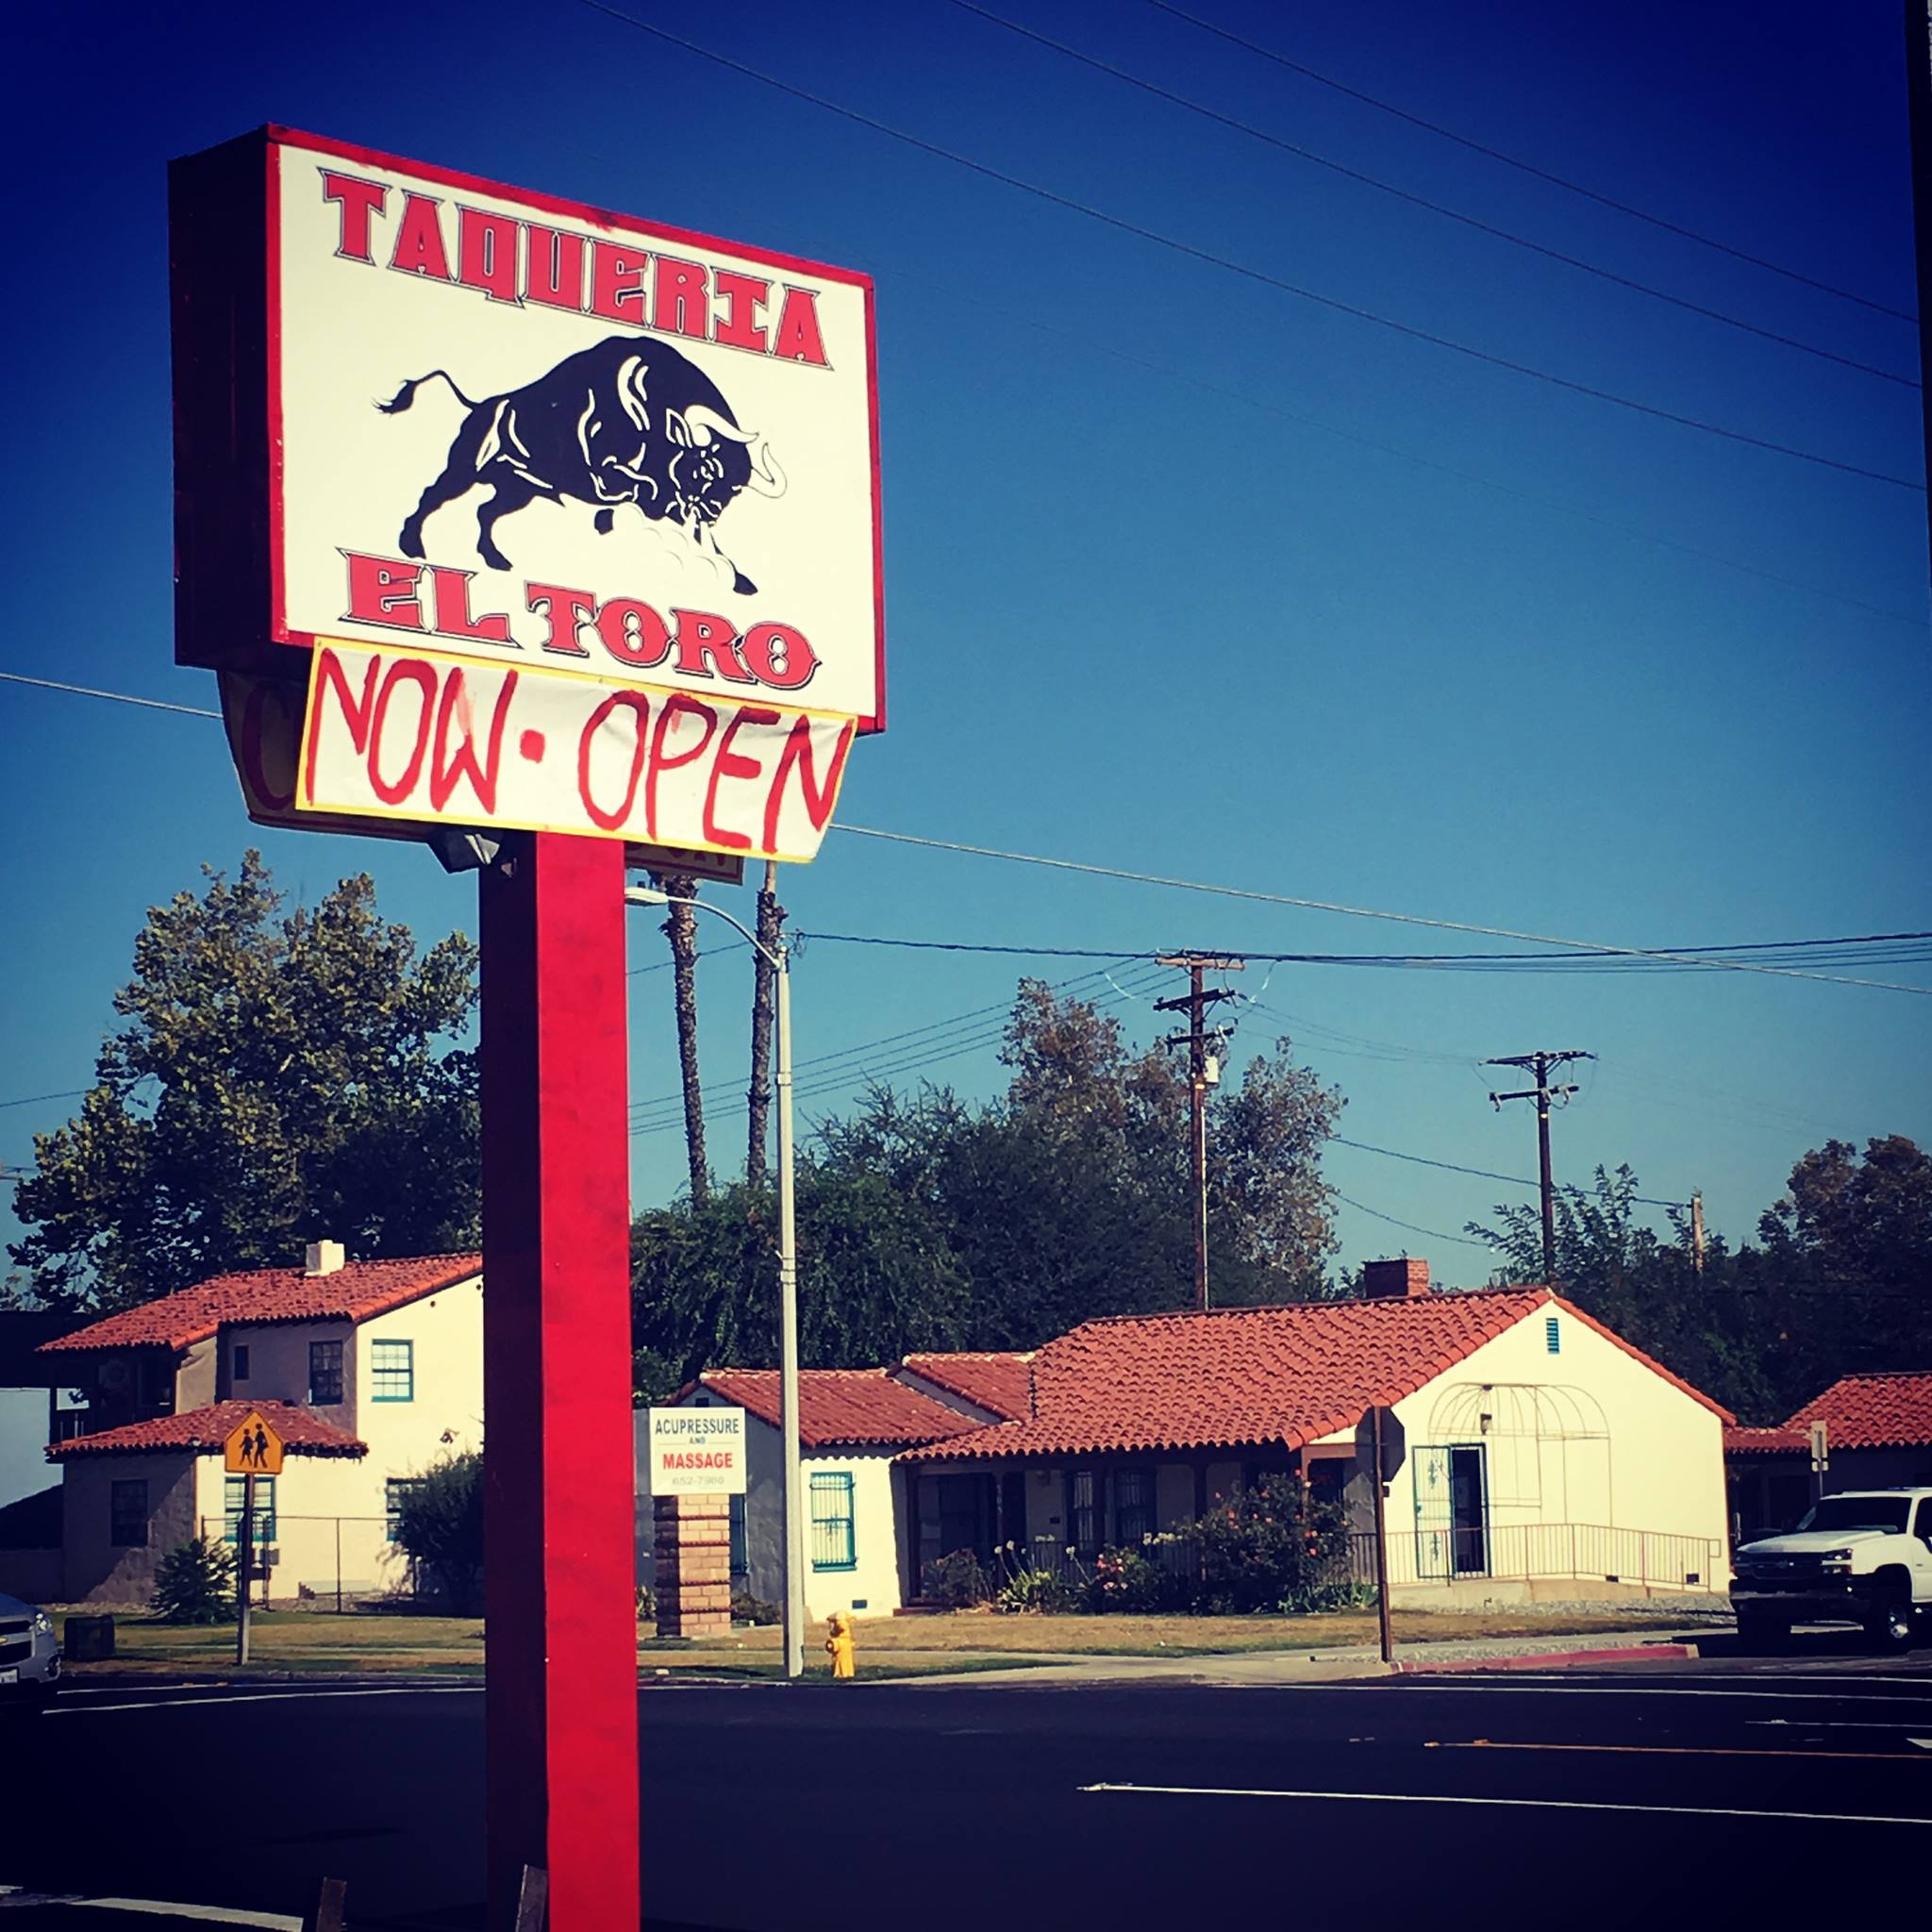 TAQUERIA
EL TORO
NOW · OPEN
ACUPRESSURE
AND
MASSAGE